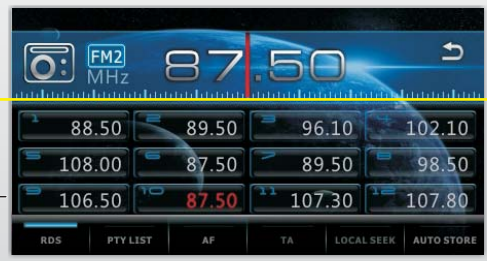 FM2 87.50
MHz
1 88.50 2 89.50 3 96.10 4 102.10
5 108.00 6 87.50 7 89.50 8 98.50
9 106.50 10 87.50 11 107.30 12 107.80
RDS PTY LIST AF TA LOCAL SEEK AUTO STORE